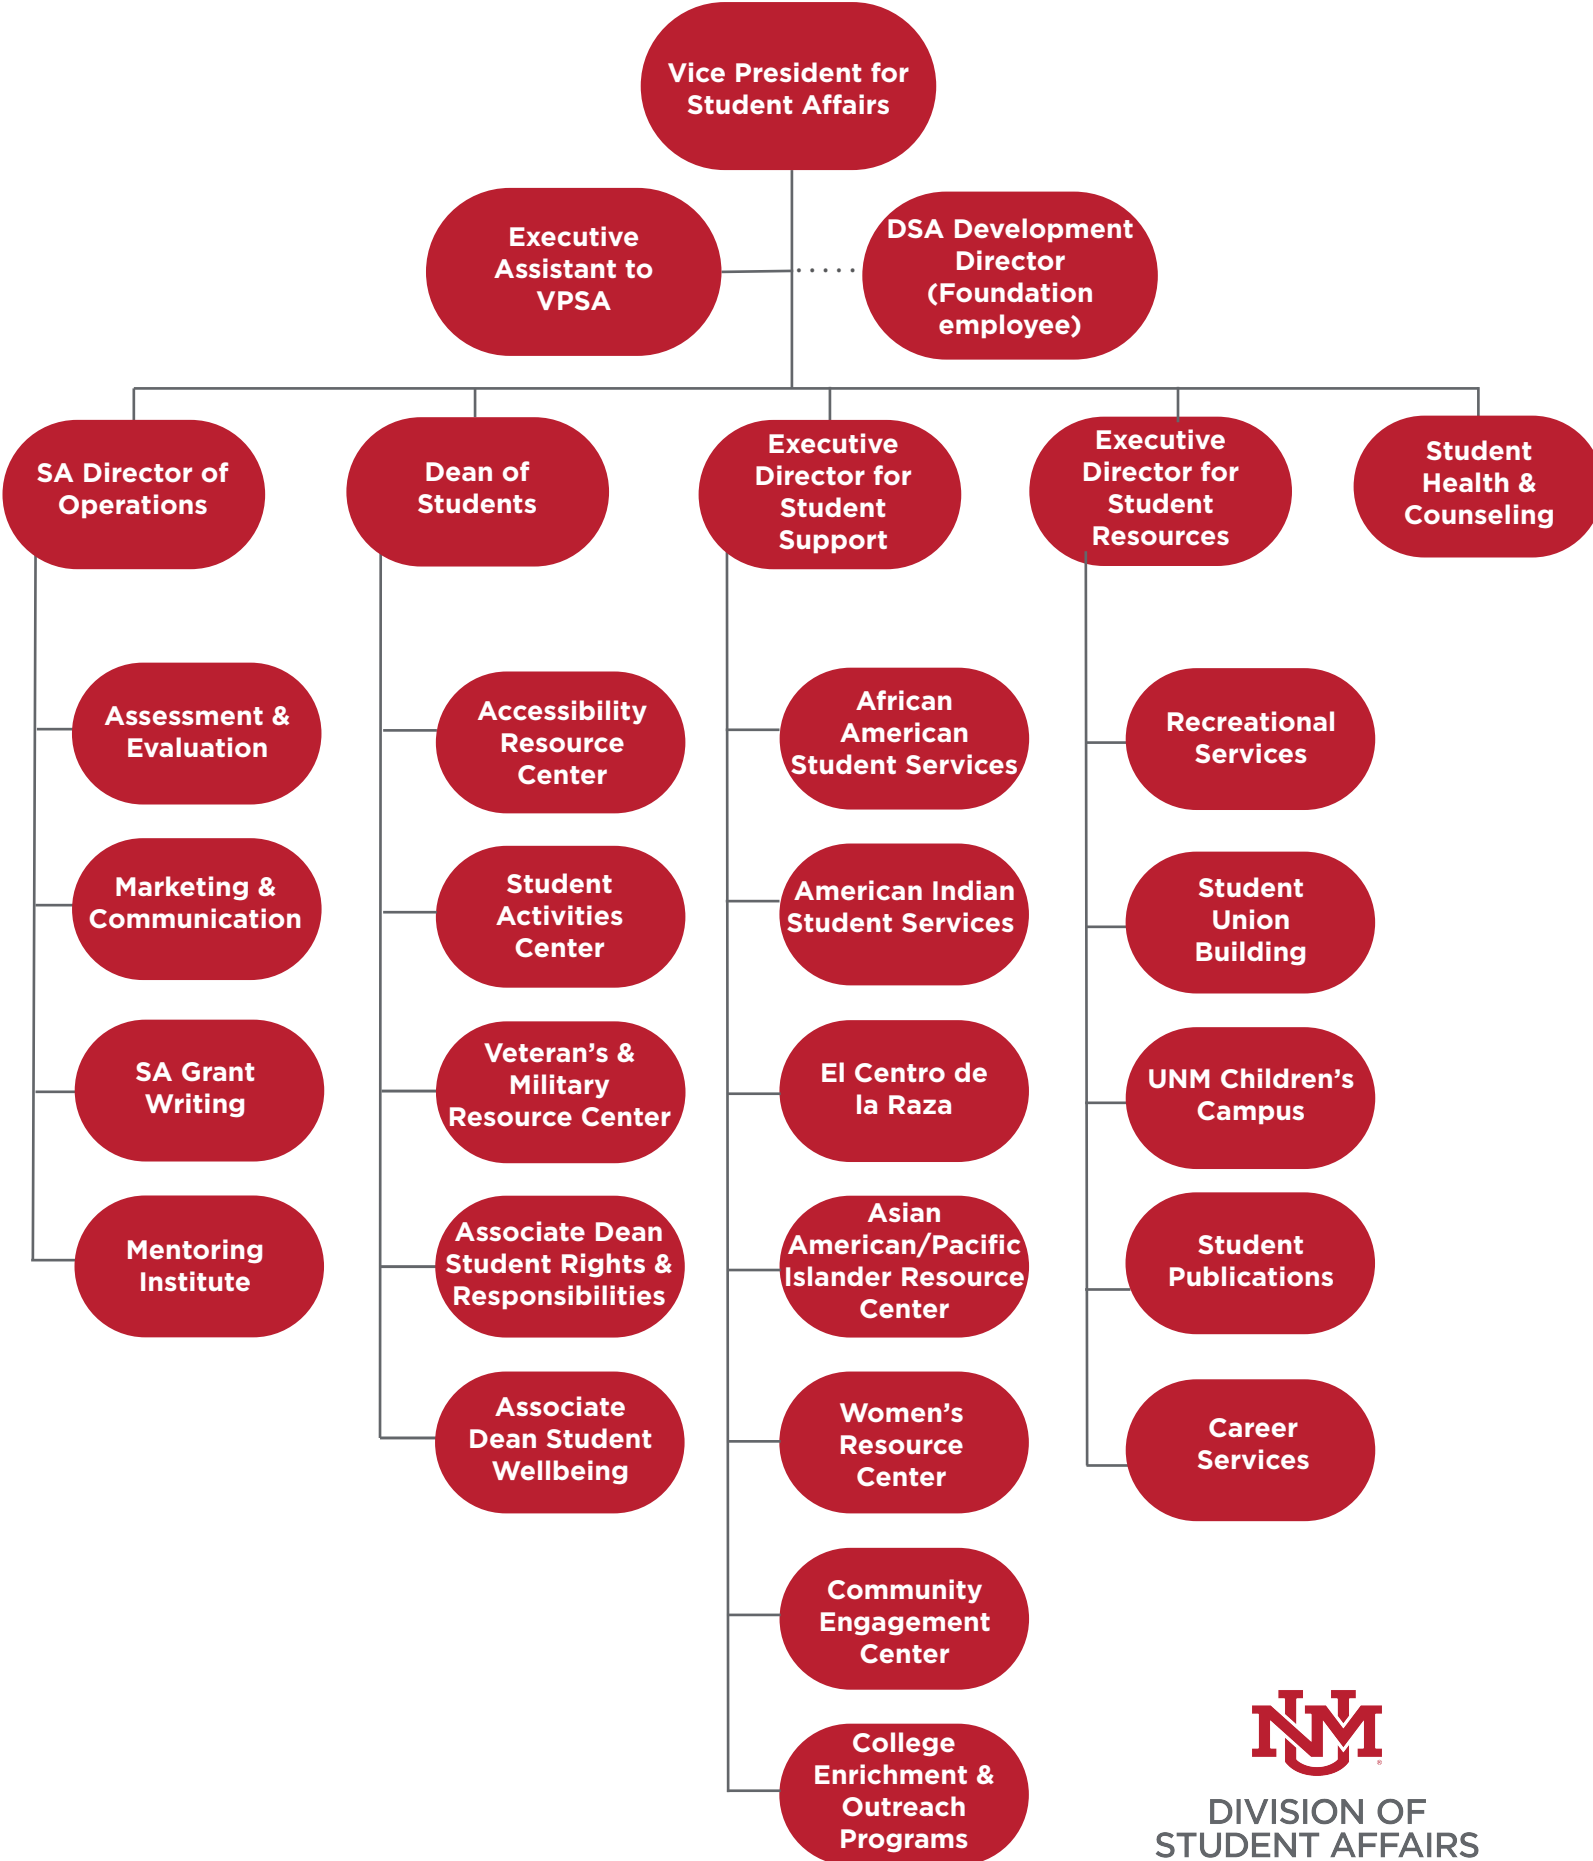 Vice President for
Student Affairs
Executive
Assistant to
VPSA
DSA Development
Director
(Foundation
employee)
SA Director of
Operations
Dean of
Students
Executive
Director for
Student
Support
Executive
Director for
Student
Resources
Student
Health &
Counseling
Assessment &
Evaluation
Marketing &
Communication
SA Grant
Writing
Mentoring
Institute
Accessibility
Resource
Center
Student
Activities
Center
Veteran’s &
Military
Resource Center
Associate Dean
Student Rights &
Responsibilities
Associate
Dean Student
Wellbeing
African
American
Student Services
American Indian
Student Services
El Centro de
la Raza
Asian
American/Pacific
Islander Resource
Center
Women’s
Resource
Center
Community
Engagement
Center
College
Enrichment &
Outreach
Programs
Recreational
Services
Student
Union
Building
UNM Children’s
Campus
Student
Publications
Career
Services
UNM®
DIVISION OF
STUDENT AFFAIRS